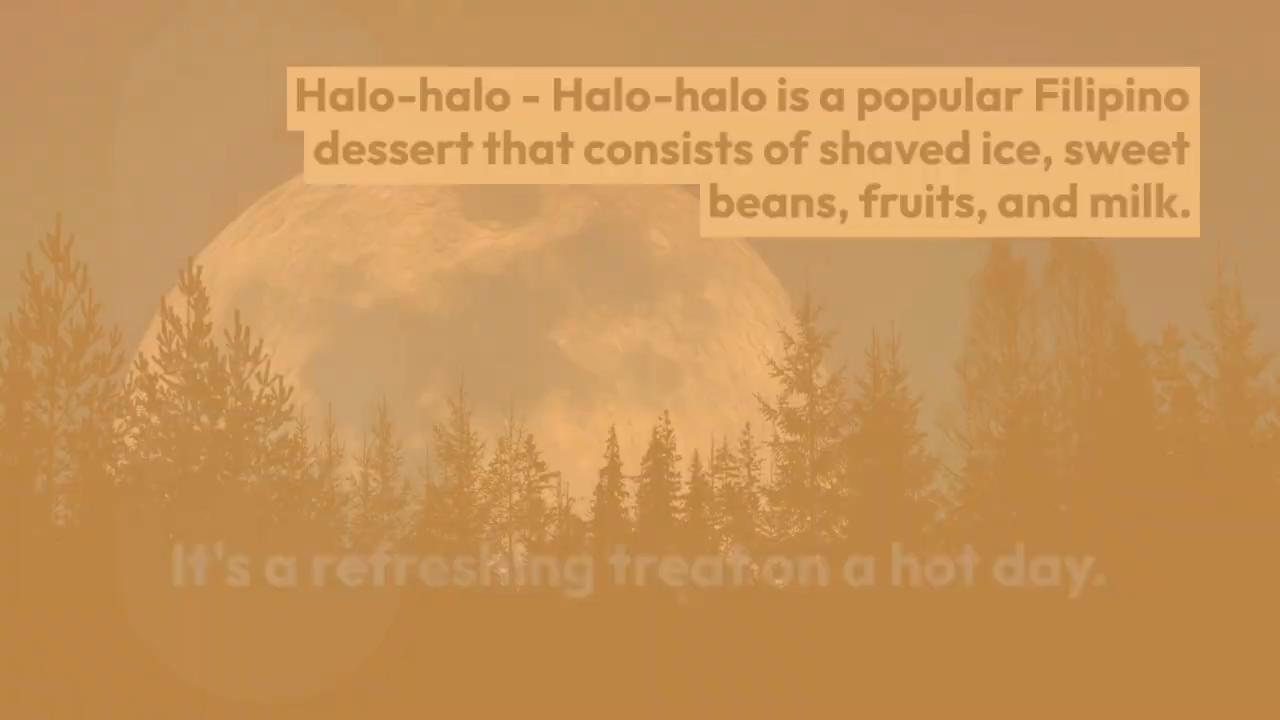 Halo-halo - Halo-halo is a popular Filipino
dessert that consists of shaved ice, sweet
beans, fruits, and milk.
It's a refreshing treat on a hot day.